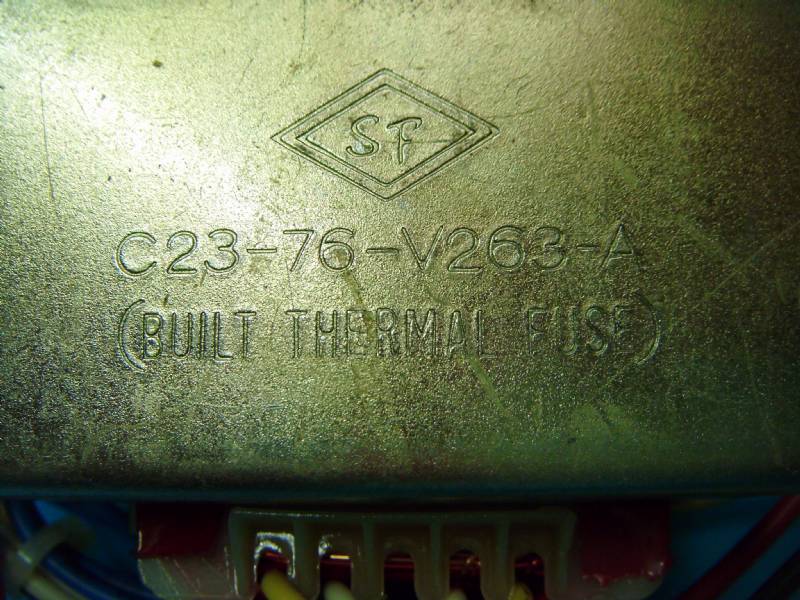 SF
C23-76-V263-A
(BUILT THERMAL FUSE)